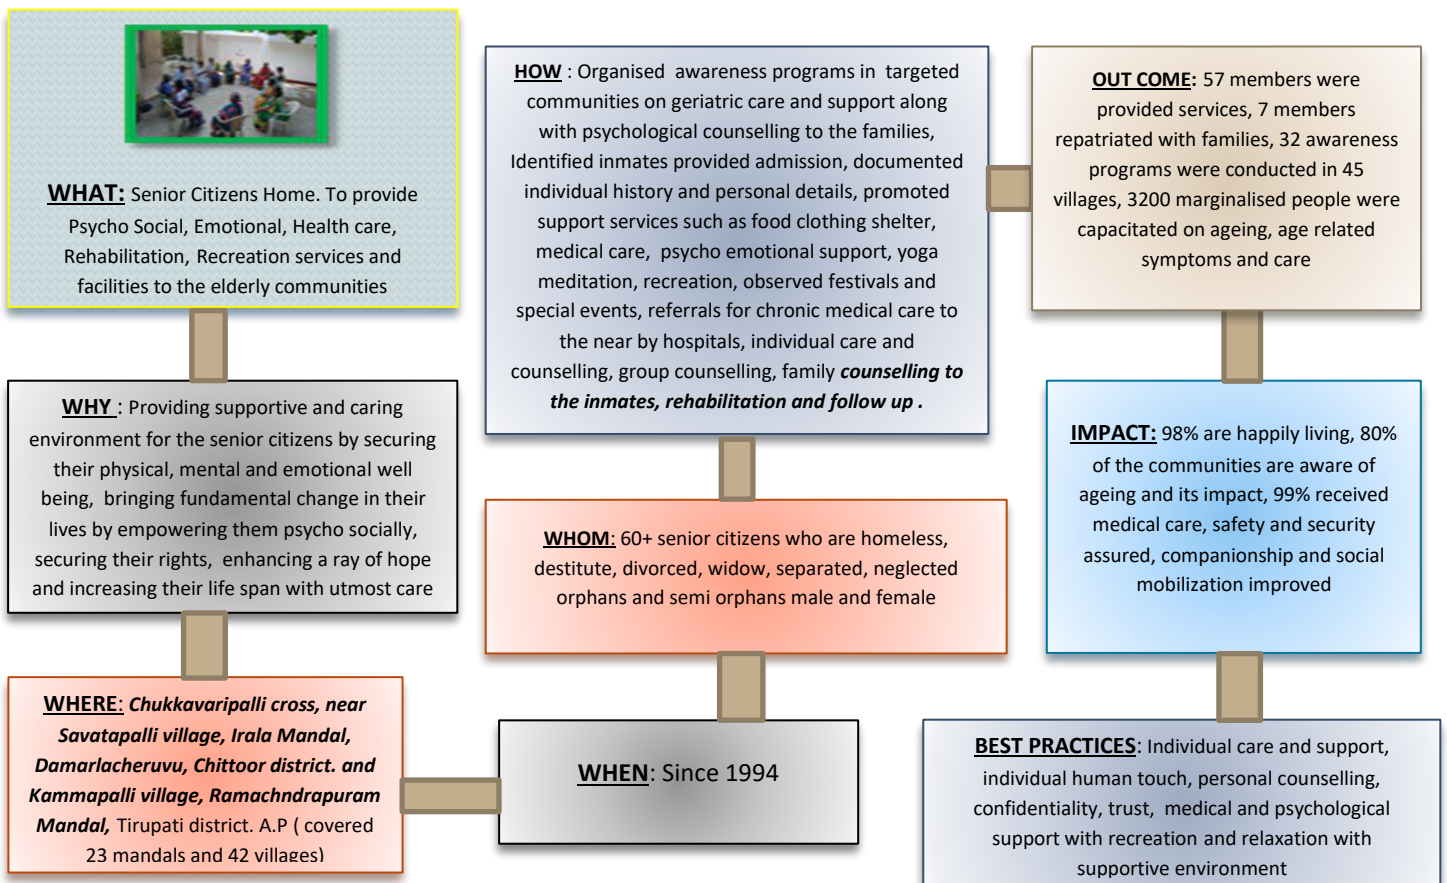 WHAT: Senior Citizens Home. To provide
Psycho Social, Emotional, Health care,
Rehabilitation, Recreation services and
facilities to the elderly communities
WHY : Providing supportive and caring
environment for the senior citizens by securing
their physical, mental and emotional well
being, bringing fundamental change in their
lives by empowering them psycho socially,
securing their rights, enhancing a ray of hope
and increasing their life span with utmost care
WHERE: Chukkavaripalli cross, near
Savatapalli village, Irala Mandal,
Damarlacheruvu, Chittoor district. and
Kammapalli village, Ramachndrapuram
Mandal, Tirupati district. A.P ( covered
23 mandals and 42 villages)
WHEN: Since 1994
WHOM: 60+ senior citizens who are homeless,
destitute, divorced, widow, separated, neglected
orphans and semi orphans male and female
HOW : Organised awareness programs in targeted
communities on geriatric care and support along
with psychological counselling to the families,
Identified inmates provided admission, documented
individual history and personal details, promoted
support services such as food clothing shelter,
medical care, psycho emotional support, yoga
meditation, recreation, observed festivals and
special events, referrals for chronic medical care to
the near by hospitals, individual care and
counselling, group counselling, family counselling to
the inmates, rehabilitation and follow up .
OUT COME: 57 members were
provided services, 7 members
repatriated with families, 32 awareness
programs were conducted in 45
villages, 3200 marginalised people were
capacitated on ageing, age related
symptoms and care
IMPACT: 98% are happily living, 80%
of the communities are aware of
ageing and its impact, 99% received
medical care, safety and security
assured, companionship and social
mobilization improved
BEST PRACTICES: Individual care and support,
individual human touch, personal counselling,
confidentiality, trust, medical and psychological
support with recreation and relaxation with
supportive environment